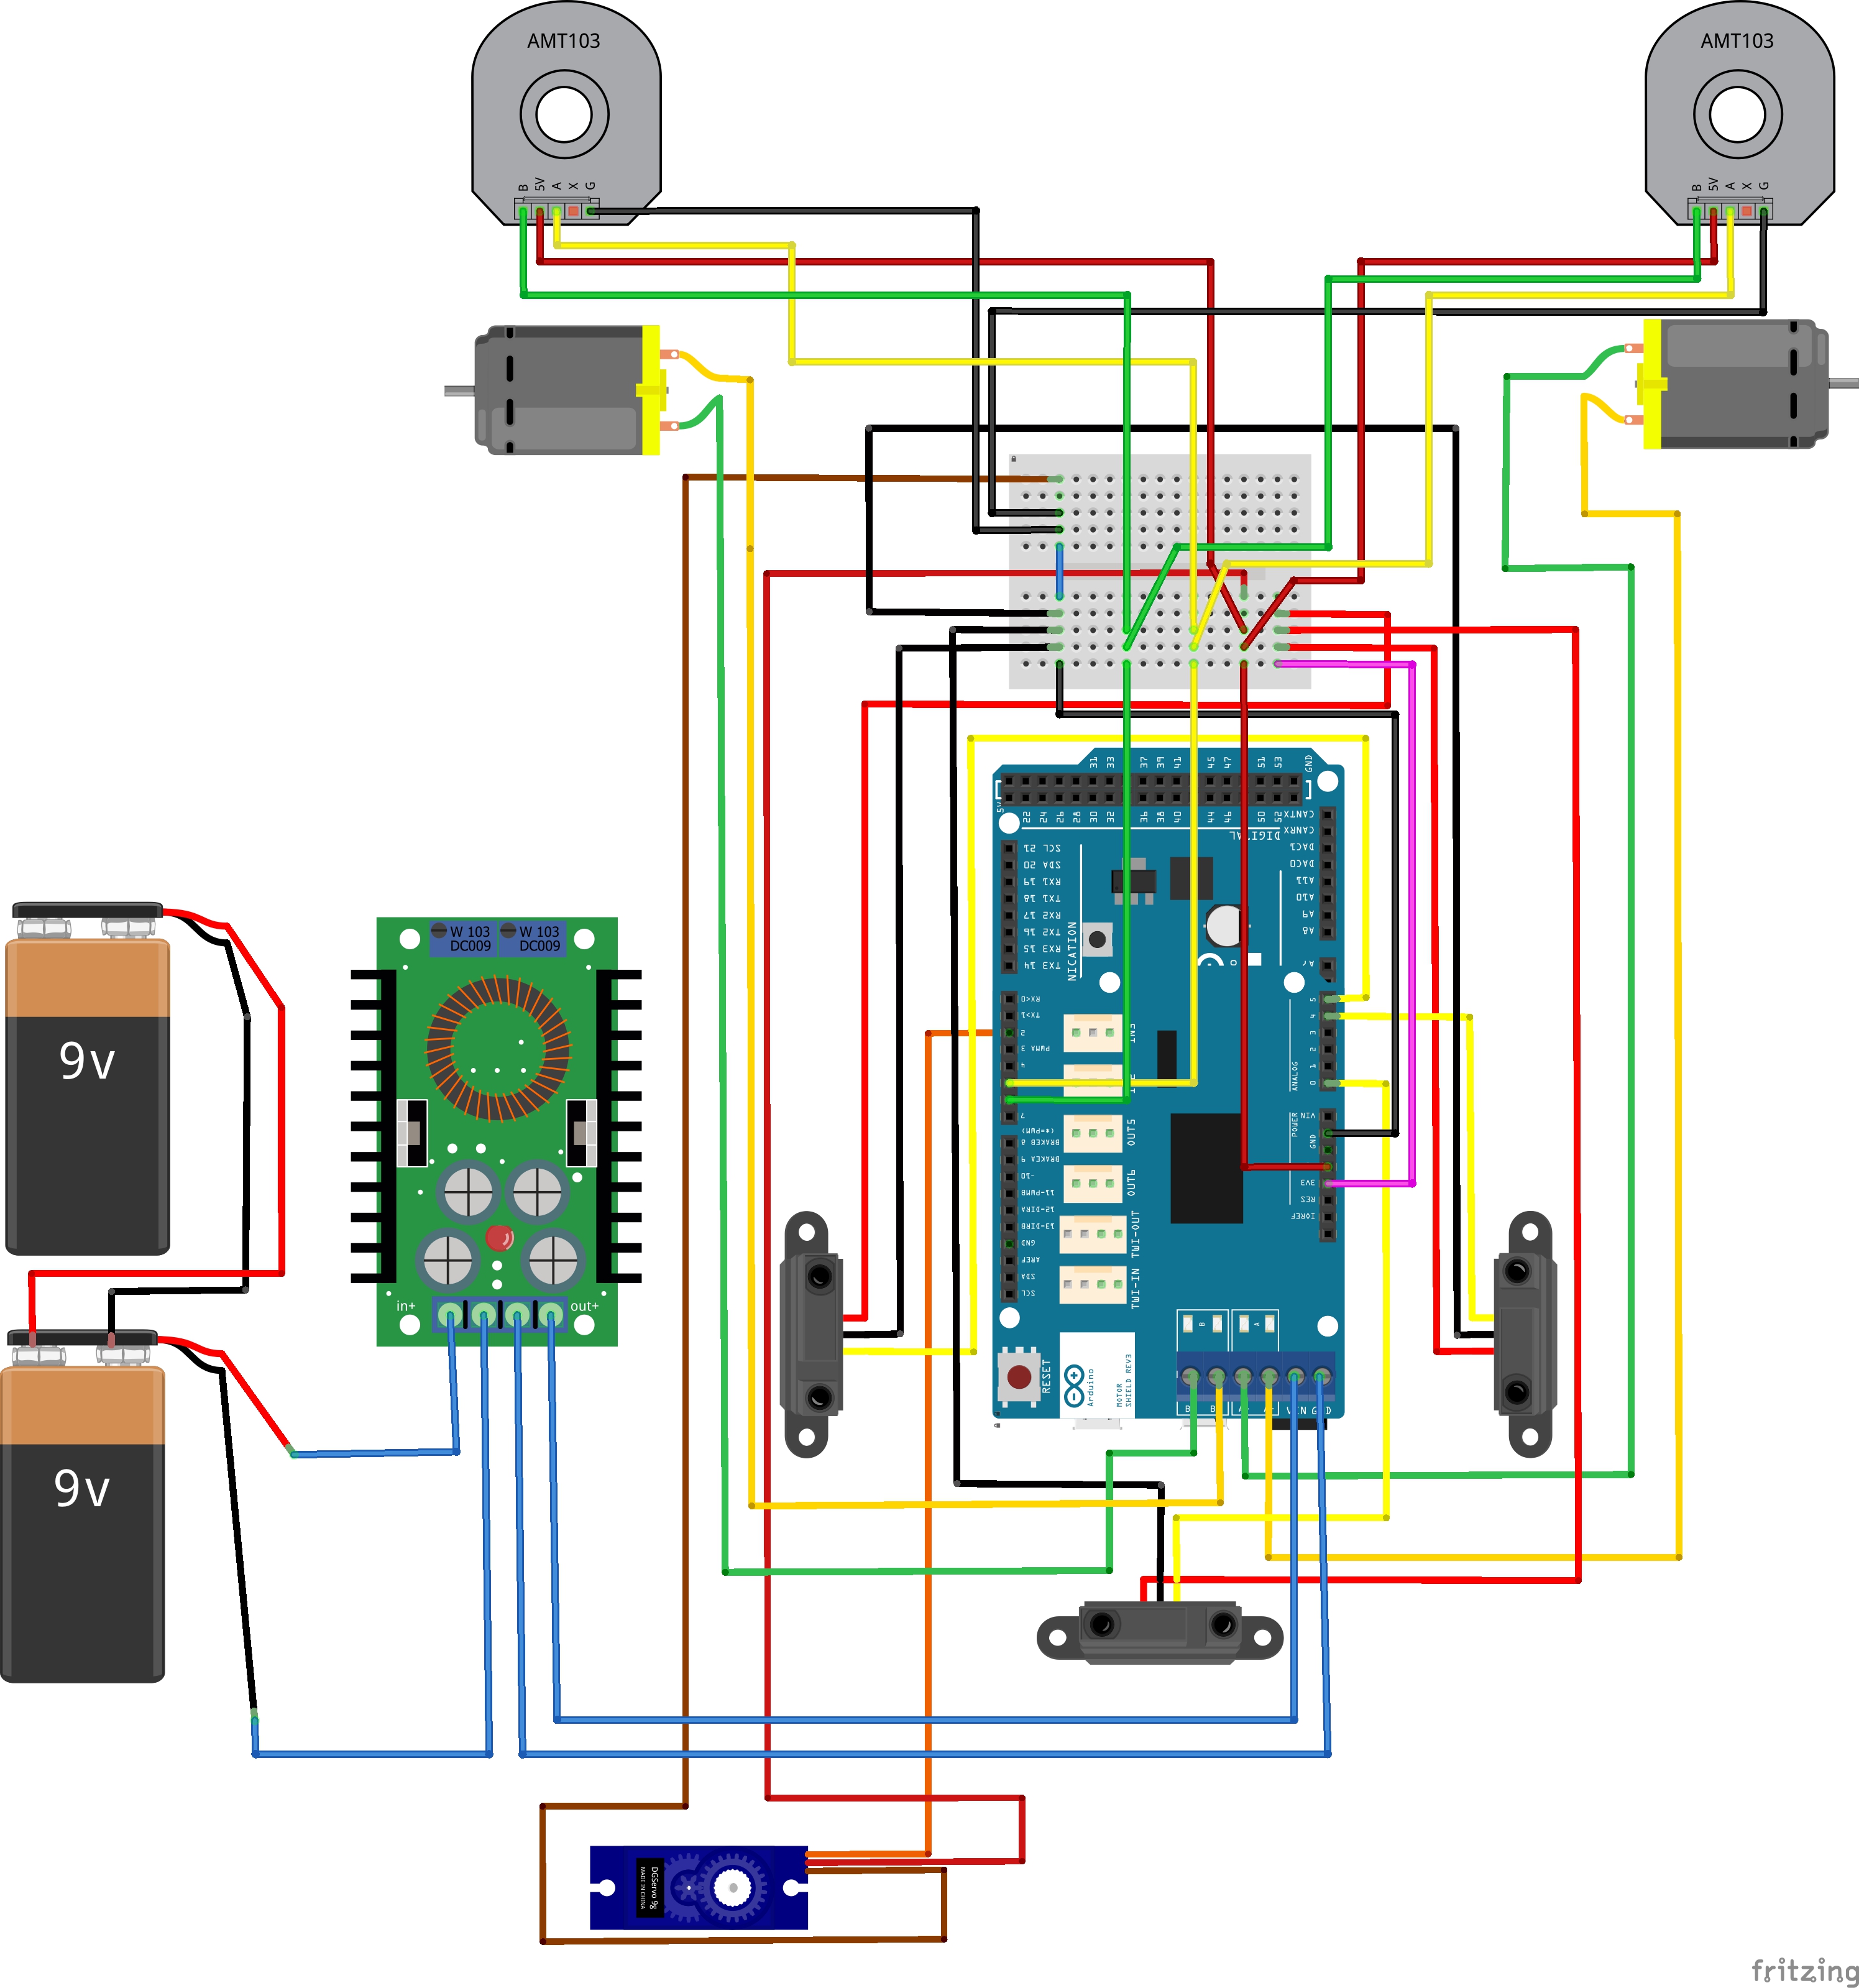 AMT103
AMT103
B 5V A X G
B 5V A X G
31 33 37 39 41 45 47 51 53 GND
22 24 26 28 30 32 36 38 40 44 46 50 52
DIGITAL
CANTX
CANRX
DAC1
DAC0
A11
A10
A9
A8
SCL 21
SDA 20
RX1 19
TX1 18
RX2 17
TX2 16
RX3 15
TX3 14
NICATION
RX<0
TX>1
2
PWMA 3
4
7
(*=PWM)
BRAKEB 8
BRAKEA 9
-10
PWMB 11-
DIRA 12-
DIRB 13-
GND
AREF
SDA
SCL
5
4
3
2
1
0
ANALOG
VIN
GND
POWER
3V3
RES
IOREF
IN3
OUT5
OUT6
TWI-OUT
TWI-IN
B A
RESET
Arduino
MOTOR
SHIELD REV3
9v
9v
W 103
DC009
W 103
DC009
in+ out+
DGServo 9g
MADE IN CHINA
fritzing